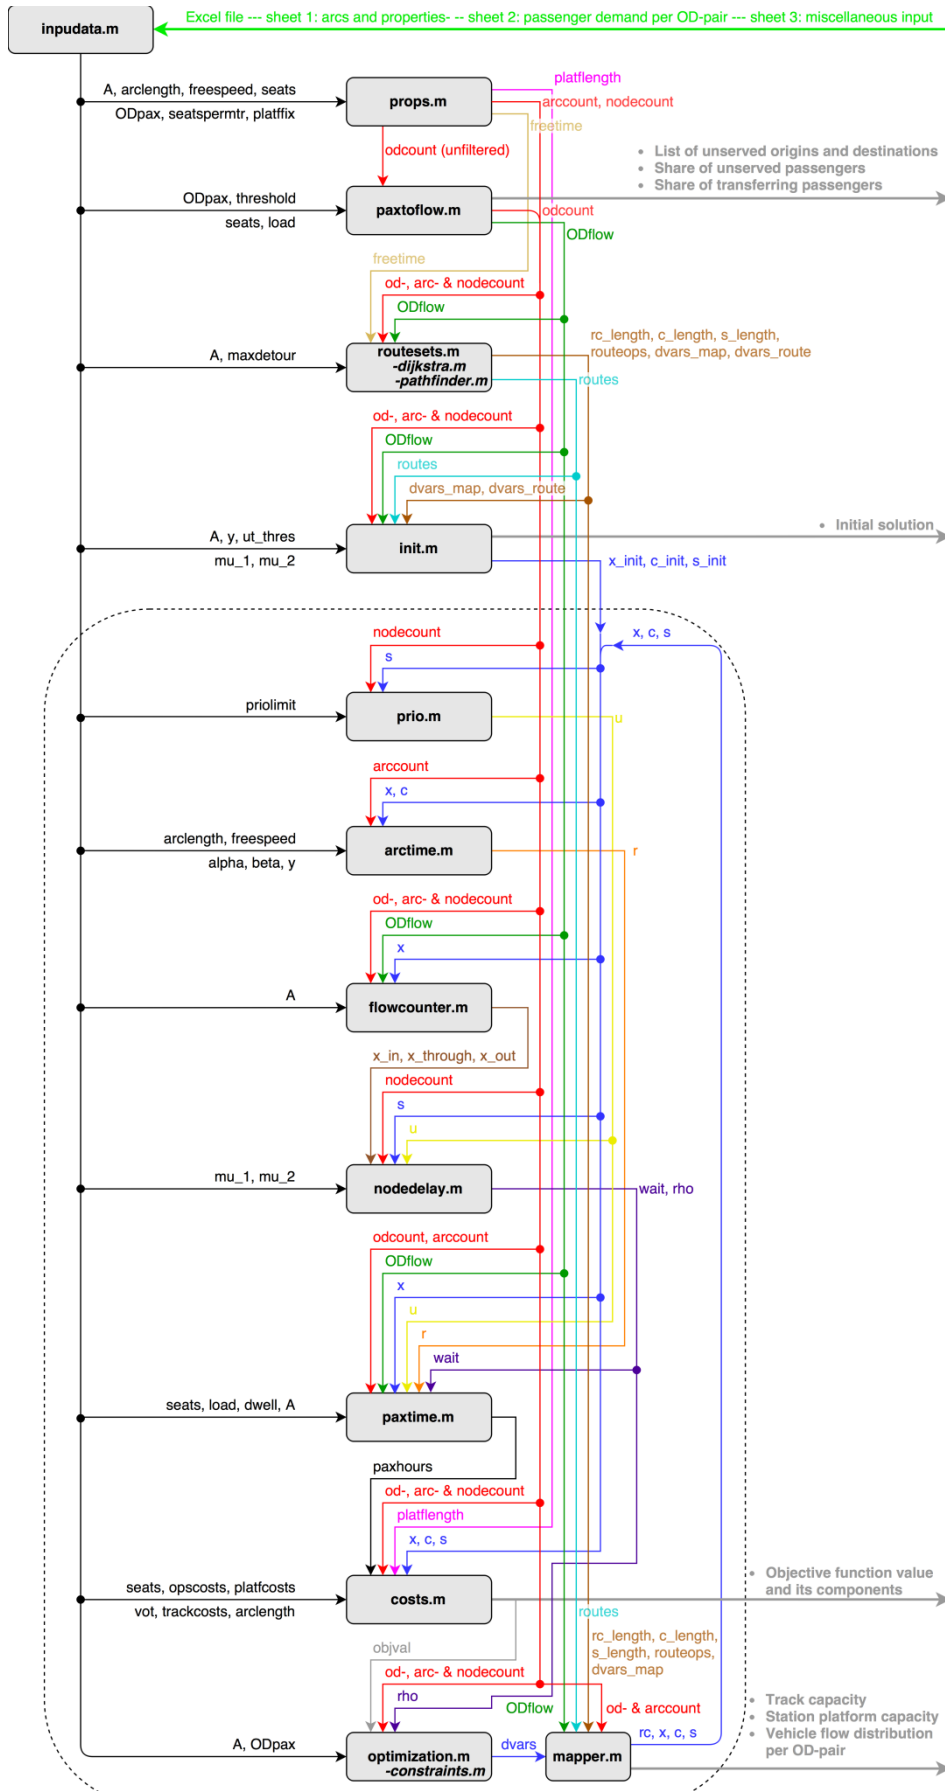 Excel file --- sheet 1: arcs and properties- -- sheet 2: passenger demand per OD-pair --- sheet 3: miscellaneous input
inpudata.m
platflength
A, arclength, freespeed, seats
props.m
arccount, nodecount
ODpax, seatspermtr, platffix
freetime
odcount (unfiltered)
• List of unserved origins and destinations
• Share of unserved passengers
• Share of transferring passengers
ODpax, threshold
paxtoflow.m
odcount
seats, load
ODflow
freetime
od-, arc- & nodecount
ODflow
rc_length, c_length, s_length,
routeops, dvars_map, dvars_route
A, maxdetour
routesets.m
-dijkstra.m
-pathfinder.m
routes
od-, arc- & nodecount
ODflow
routes
dvars_map, dvars_route
• Initial solution
A, y, ut_thres
init.m
mu_1, mu_2
x_init, c_init, s_init
nodecount
x, c, s
s
priolimit
prio.m
u
arccount
x, c
arclength, freespeed
arctime.m
r
alpha, beta, y
od-, arc- & nodecount
ODflow
x
A
flowcounter.m
x_in, x_through, x_out
nodecount
s
u
mu_1, mu_2
nodedelay.m
wait, rho
odcount, arccount
ODflow
x
u
r
wait
seats, load, dwell, A
paxtime.m
paxhours
od-, arc- & nodecount
platflength
x, c, s
• Objective function value
and its components
seats, opscosts, platfcosts
costs.m
vot, trackcosts, arclength
routes
objval
rc_length, c_length,
s_length, routeops,
dvars_map
od-, arc- & nodecount
rho
ODflow
od- & arccount
• Track capacity
• Station platform capacity
• Vehicle flow distribution
per OD-pair
A, ODpax
optimization.m
-constraints.m
dvars
mapper.m
rc, x, c, s